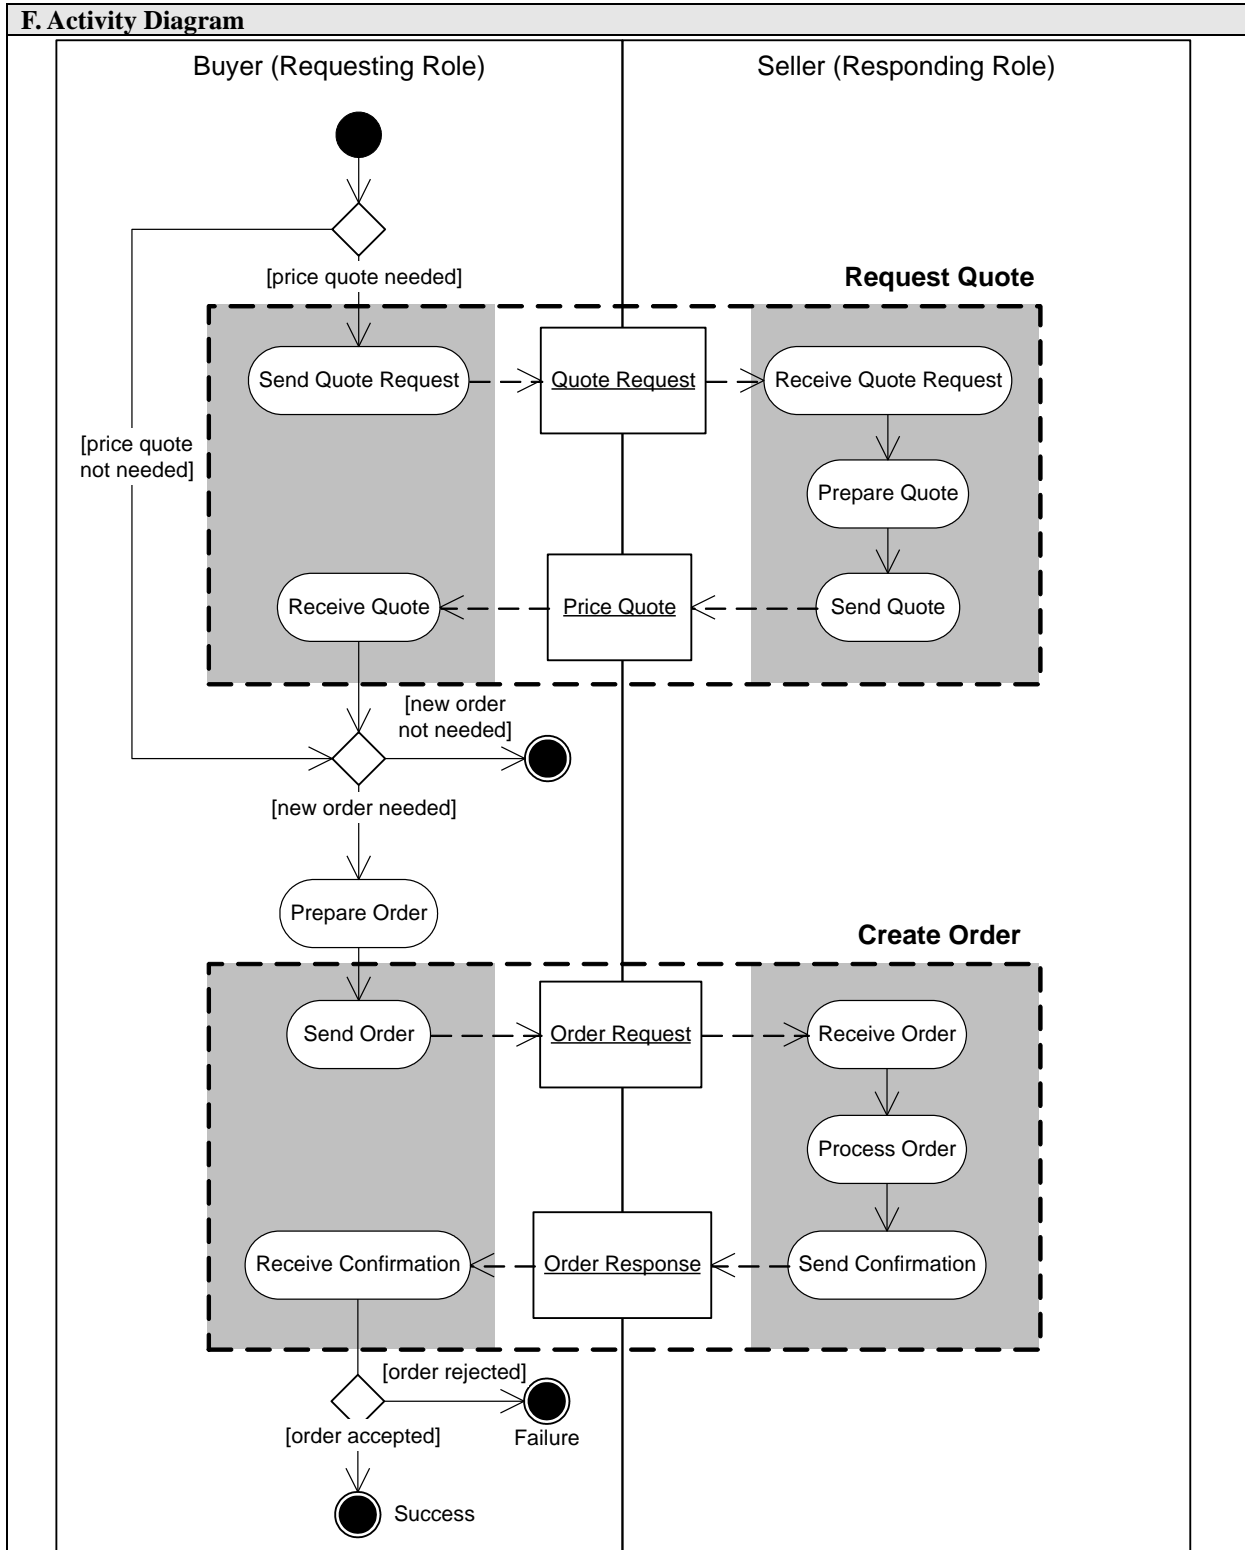 F. Activity Diagram
Buyer (Requesting Role)
Seller (Responding Role)
[price quote needed]
Request Quote
Send Quote Request
Quote Request
Receive Quote Request
[price quote
not needed]
Prepare Quote
Receive Quote
Price Quote
Send Quote
[new order
not needed]
[new order needed]
Prepare Order
Create Order
Send Order
Order Request
Receive Order
Process Order
Receive Confirmation
Order Response
Send Confirmation
[order rejected]
[order accepted]
Failure
Success